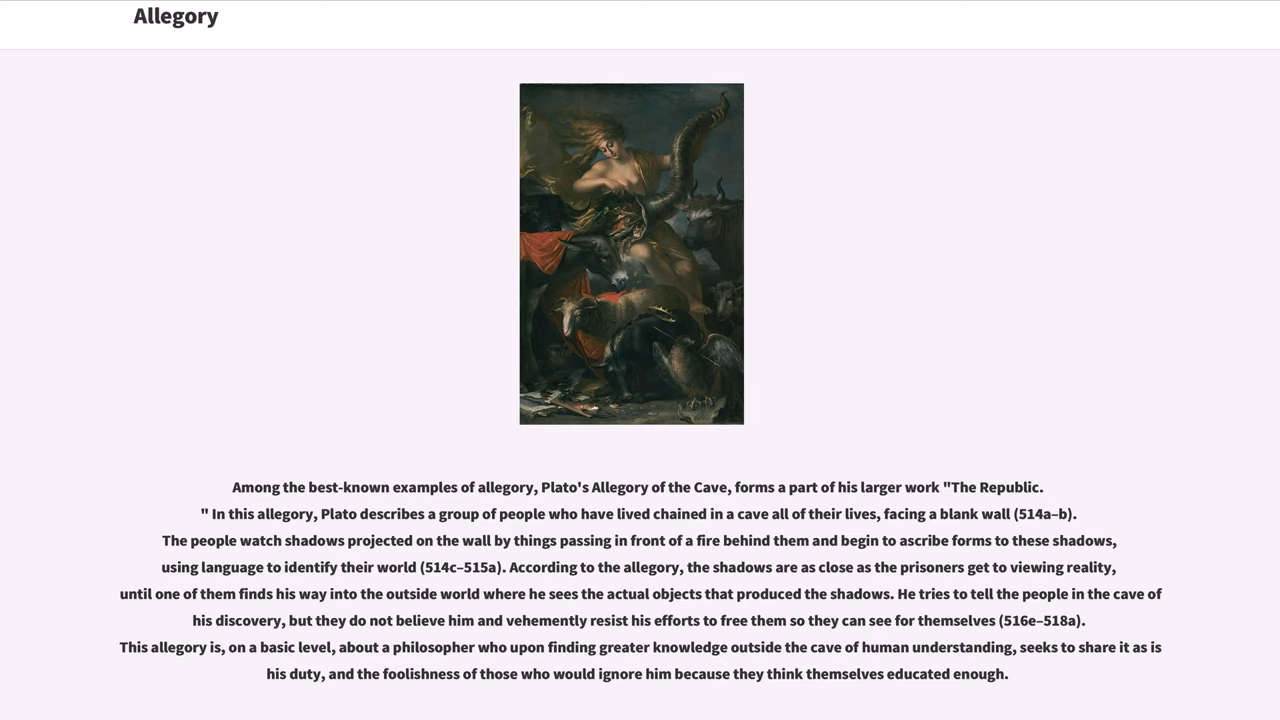 Allegory
Among the best-known examples of allegory, Plato's Allegory of the Cave, forms a part of his larger work "The Republic.
" In this allegory, Plato describes a group of people who have lived chained in a cave all of their lives, facing a blank wall (514a–b).
The people watch shadows projected on the wall by things passing in front of a fire behind them and begin to ascribe forms to these shadows,
using language to identify their world (514c–515a). According to the allegory, the shadows are as close as the prisoners get to viewing reality,
until one of them finds his way into the outside world where he sees the actual objects that produced the shadows. He tries to tell the people in the cave of
his discovery, but they do not believe him and vehemently resist his efforts to free them so they can see for themselves (516e–518a).
This allegory is, on a basic level, about a philosopher who upon finding greater knowledge outside the cave of human understanding, seeks to share it as is
his duty, and the foolishness of those who would ignore him because they think themselves educated enough.